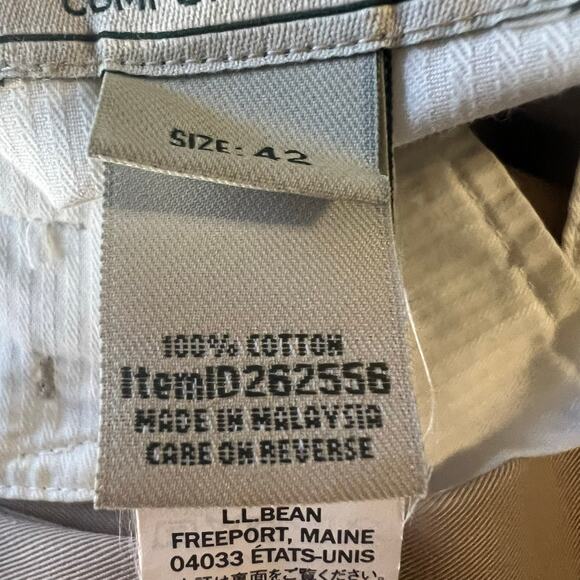 SIZE: 42
100% COTTON
ItemID262556
MADE IN MALAYSIA
CARE ON REVERSE
L.L.BEAN
FREEPORT, MAINE
04033 ÉTATS-UNIS